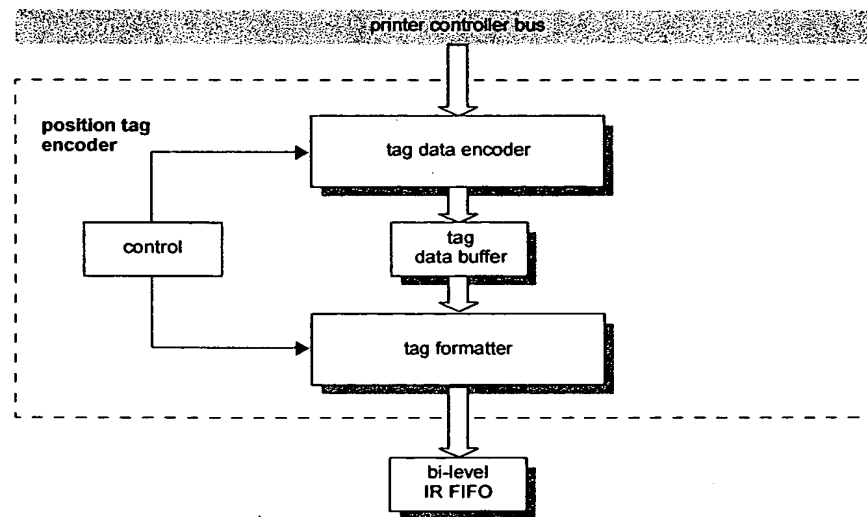 printer controller bus
position tag
encoder
tag data encoder
control
tag
data buffer
tag formatter
bi-level
IR FIFO